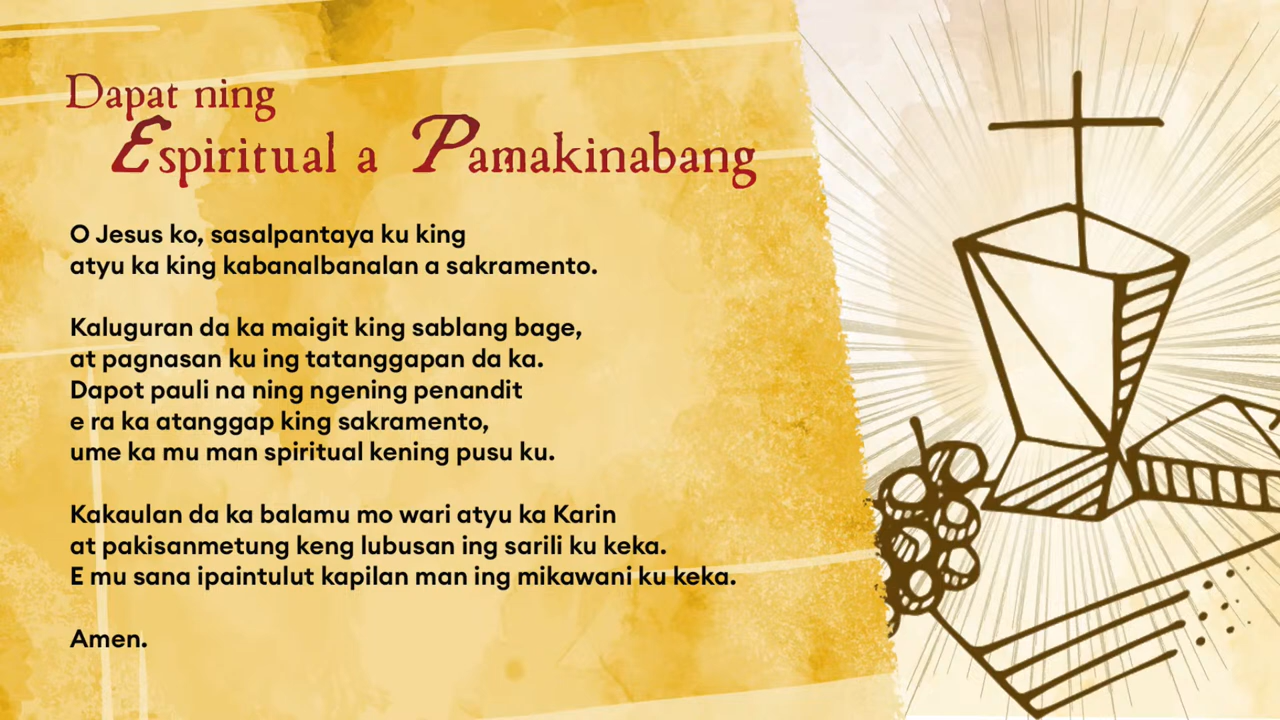 Dapat ning
Espiritual a Pamakinabang
O Jesus ko, sasalpantaya ku king
atyu ka king kabanalbanalan a sakramento.
Kaluguran da ka maigit king sablang bage,
at pagnasan ku ing tatanggapan da ka.
Dapot pauli na ning ngening penandit
e ra ka atanggap king sakramento,
ume ka mu man spiritual kening pusu ku.
Kakaulan da ka balamu mo wari atyu ka Karin
at pakisanmetung keng lubusan ing sarili ku keka.
E mu sana ipaintulut kapilan man ing mikawani ku keka.
Amen.